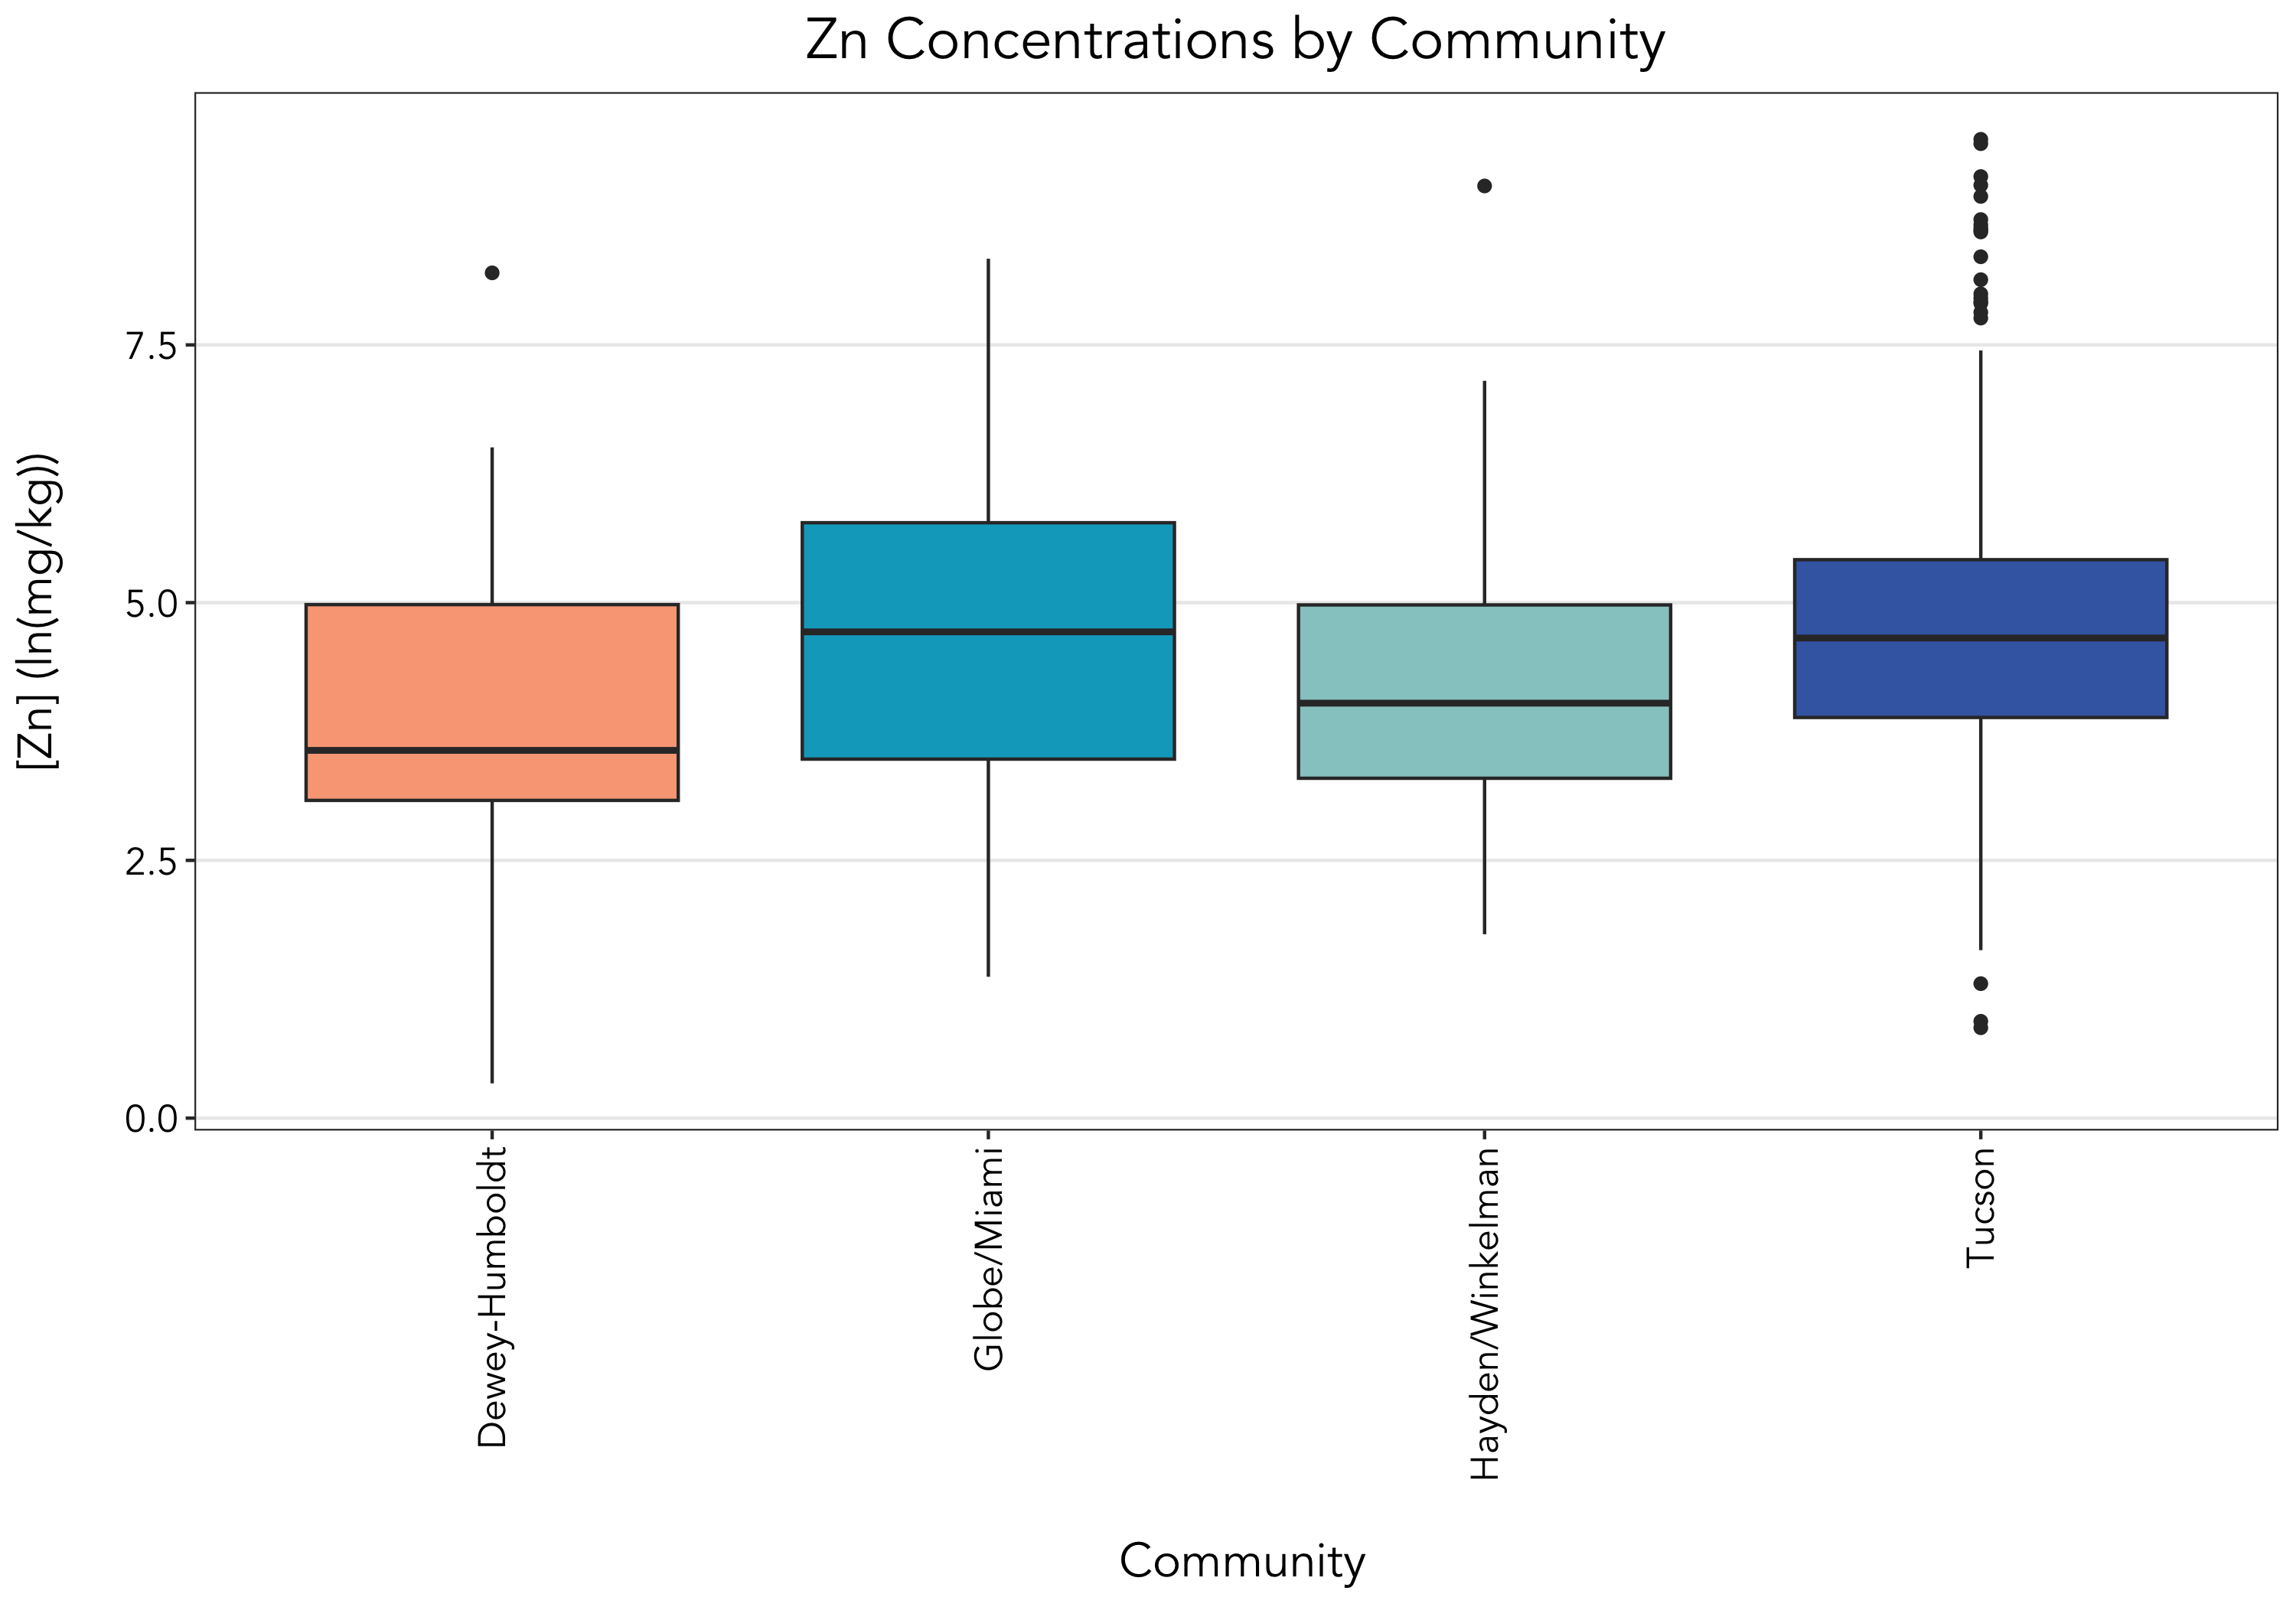 Zn Concentrations by Community
[Zn] (ln(mg/kg))
7.5
5.0
2.5
0.0
Dewey-Humboldt
Globe/Miami
Hayden/Winkelman
Tucson
Community